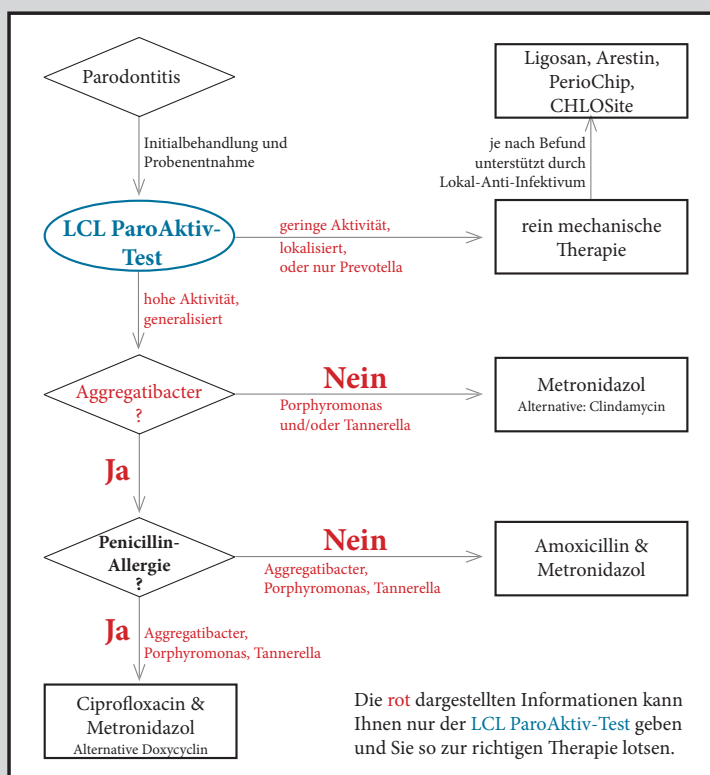 Parodontitis
Ligosan, Arestin,
PerioChip,
CHLOSite
Initialbehandlung und
Probenentnahme
je nach Befund
unterstützt durch
Lokal-Anti-Infektivum
LCL ParoAktiv-
Test
geringe Aktivität,
lokalisiert,
oder nur Prevotella
rein mechanische
Therapie
hohe Aktivität,
generalisiert
Aggregatibacter
?
Nein
Porphyromonas
und/oder Tannerella
Metronidazol
Alternative: Clindamycin
Ja
Penicillin-
Allergie
?
Nein
Aggregatibacter,
Porphyromonas, Tannerella
Amoxicillin &
Metronidazol
Ja
Aggregatibacter,
Porphyromonas, Tannerella
Ciprofloxacin &
Metronidazol
Alternative Doxycyclin
Die rot dargestellten Informationen kann
Ihnen nur der LCL ParoAktiv-Test geben
und Sie so zur richtigen Therapie lotsen.